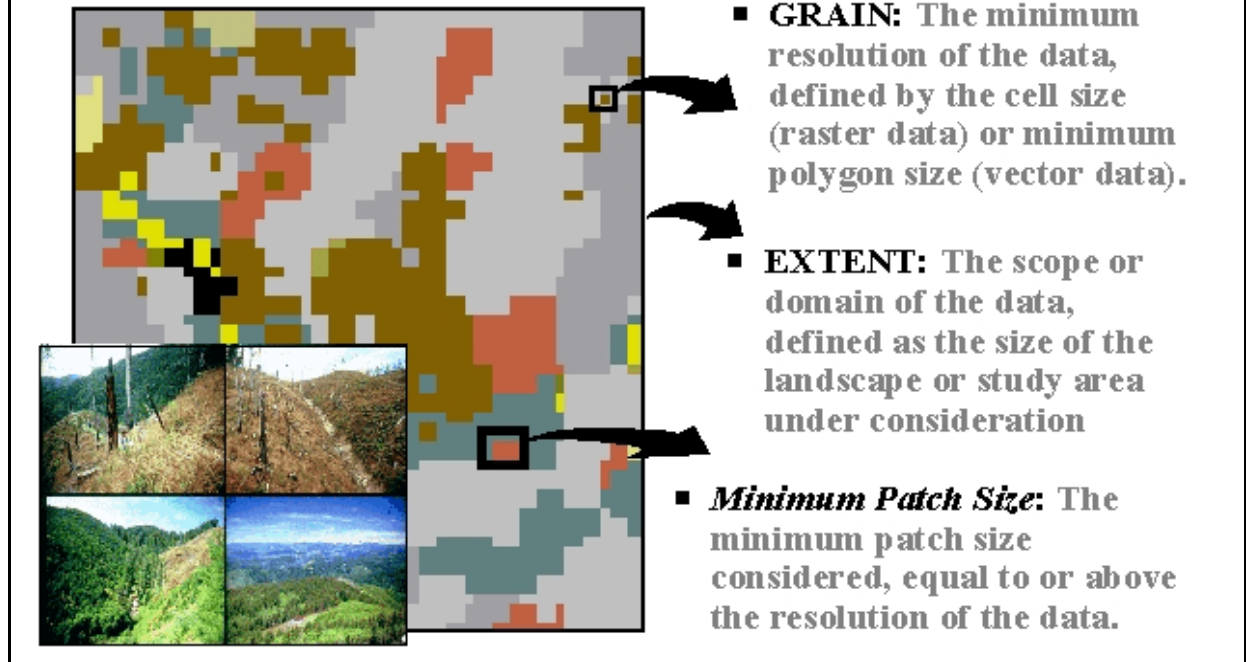 ▪ GRAIN: The minimum
resolution of the data,
defined by the cell size
(raster data) or minimum
polygon size (vector data).
▪ EXTENT: The scope or
domain of the data,
defined as the size of the
landscape or study area
under consideration
▪ Minimum Patch Size: The
minimum patch size
considered, equal to or above
the resolution of the data.